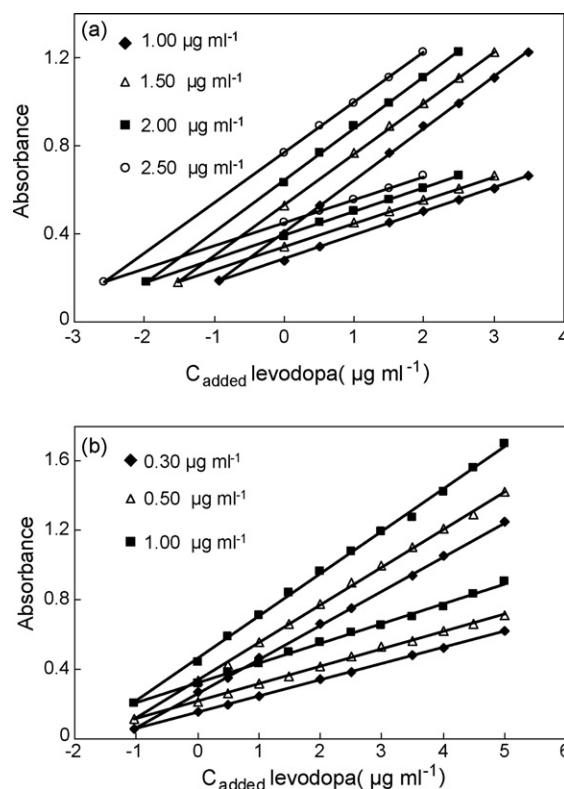 (a)
1.00 µg ml⁻¹
1.50 µg ml⁻¹
2.00 µg ml⁻¹
2.50 µg ml⁻¹
Absorbance
1.2
0.8
0.4
0
-3 -2 -1 0 1 2 3 4
C added levodopa( µg ml⁻¹)
(b)
0.30 µg ml⁻¹
0.50 µg ml⁻¹
1.00 µg ml⁻¹
Absorbance
1.6
1.2
0.8
0.4
0
-2 -1 0 1 2 3 4 5 6
C added levodopa( µg ml⁻¹)